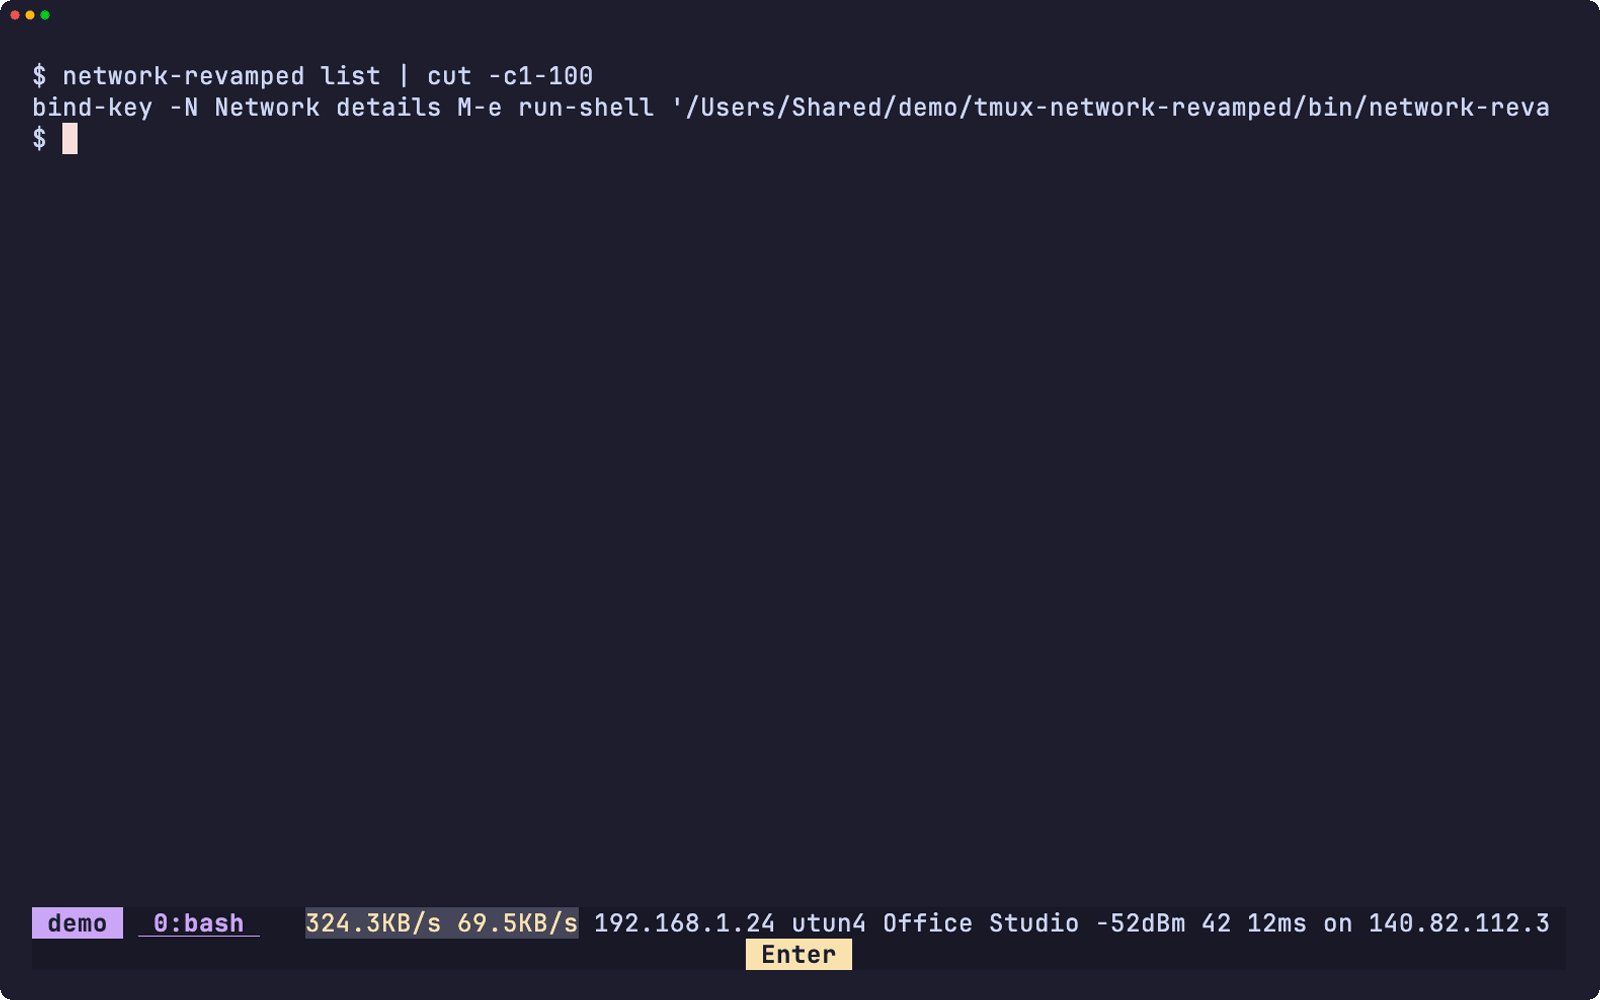 $ network-revamped list | cut -c1-100
bind-key -N Network details M-e run-shell '/Users/Shared/demo/tmux-network-revamped/bin/network-reva
$
demo 0:bash 324.3KB/s 69.5KB/s 192.168.1.24 utun4 Office Studio -52dBm 42 12ms on 140.82.112.3
Enter